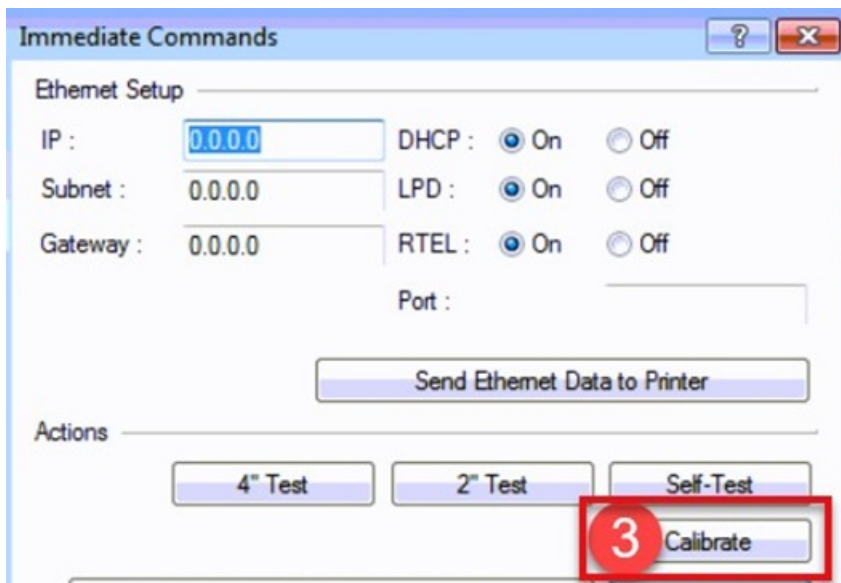 Immediate Commands
Ethernet Setup
IP : 0.0.0.0 DHCP : On Off
Subnet : 0.0.0.0 LPD : On Off
Gateway : 0.0.0.0 RTEL : On Off
Port :
Send Ethernet Data to Printer
Actions
4" Test 2" Test Self-Test
3 Calibrate